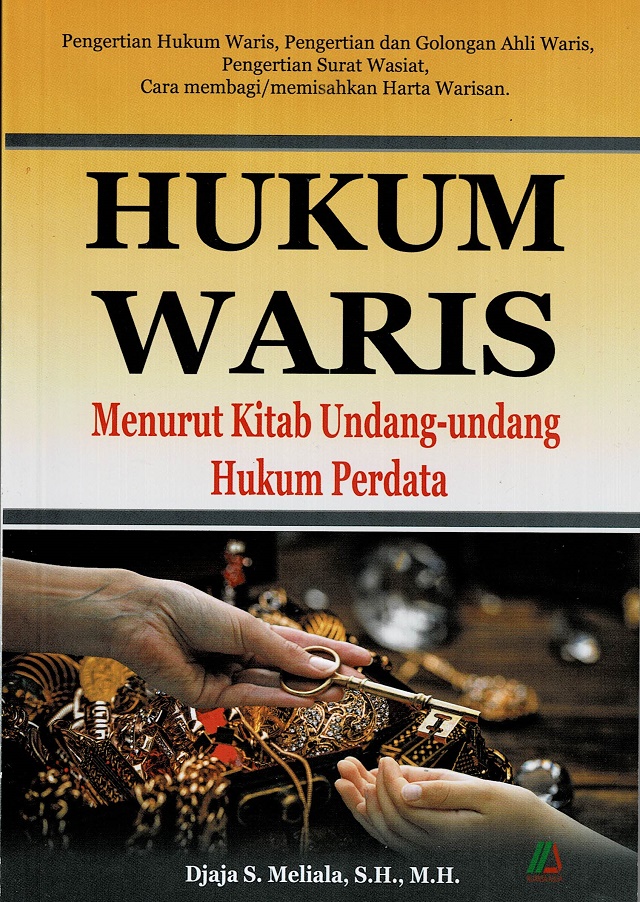 Pengertian Hukum Waris, Pengertian dan Golongan Ahli Waris,
Pengertian Surat Wasiat,
Cara membagi/memisahkan Harta Warisan.
HUKUM
WARIS
Menurut Kitab Undang-undang
Hukum Perdata
Djaja S. Meliala, S.H., M.H.